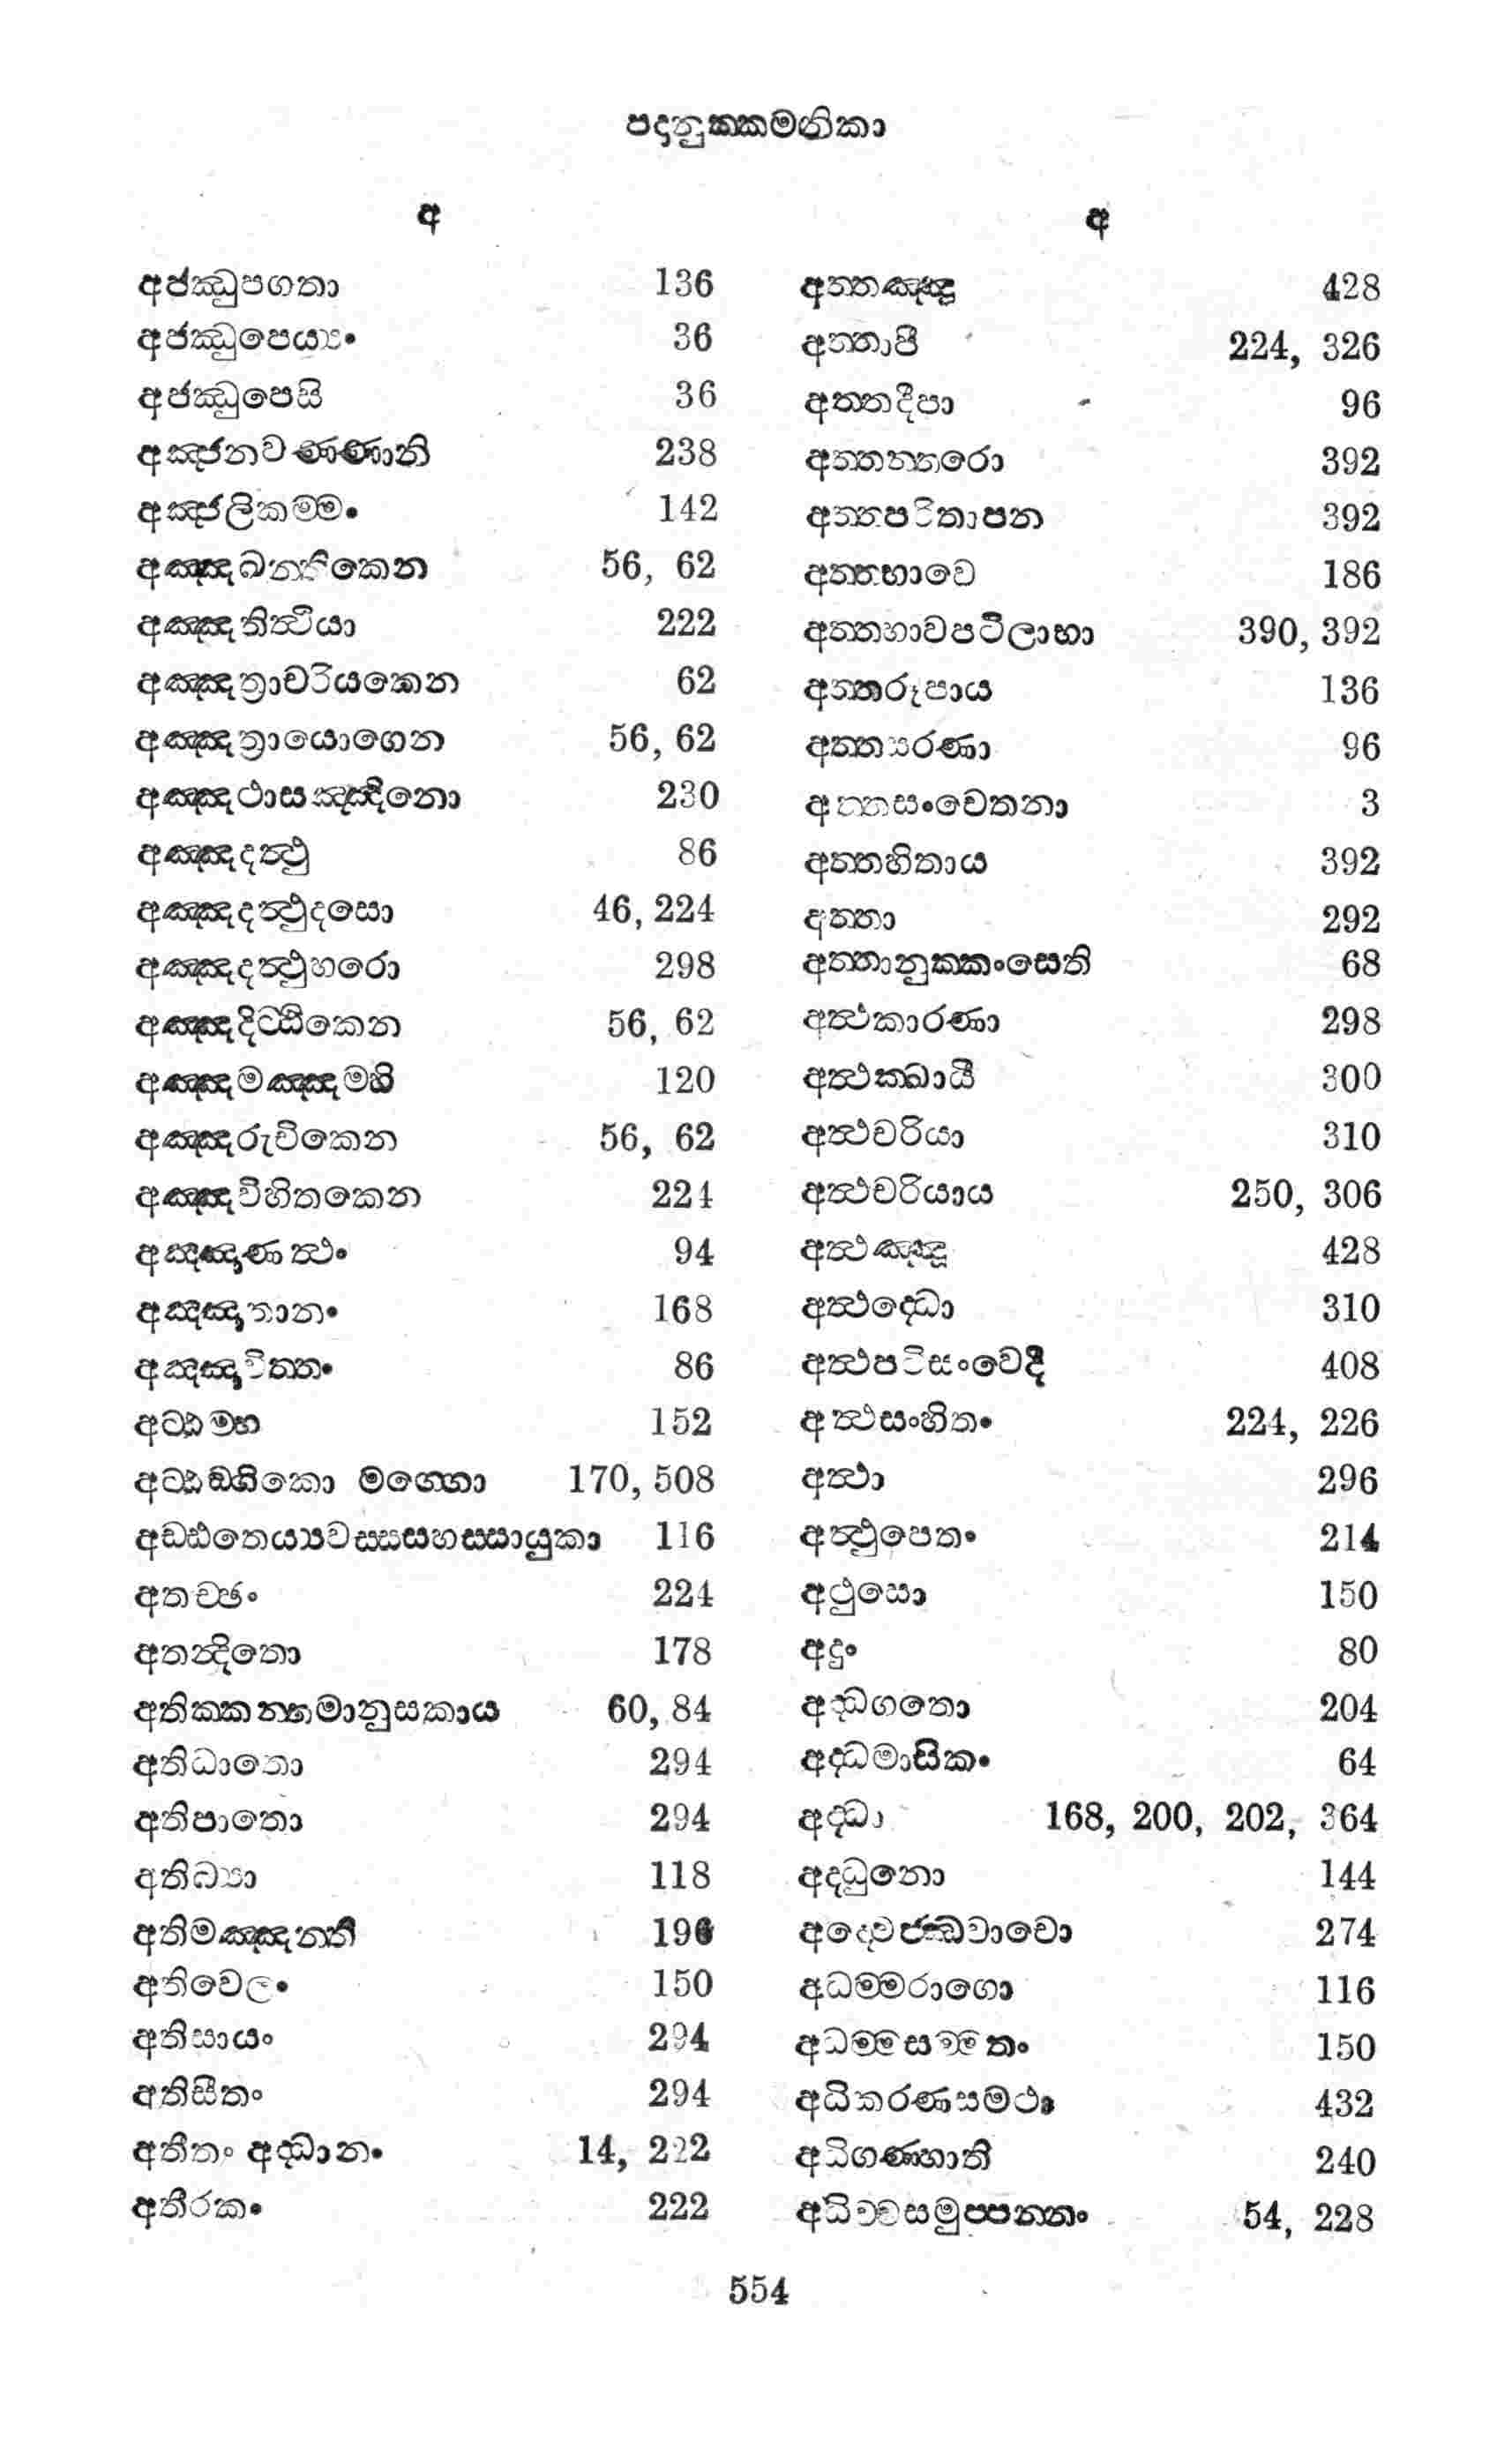 පදානුක්කමනිකා
අ
අජ්ඣුපගතා 136
අජ්ඣුපෙය්‍යං 36
අජ්ඣුපෙසි 36
අඤ්ජනවණ්ණානි 238
අඤ්ජලිකම්මං 142
අඤ්ඤඛන්තිකෙන 56, 62
අඤ්ඤතිත්‍ථියා 222
අඤ්ඤත්‍රාචරියකෙන 62
අඤ්ඤත්‍රායොගෙන 56, 62
අඤ්ඤථාසඤ්ඤිනො 230
අඤ්ඤදත්‍ථු 86
අඤ්ඤදත්‍ථුදසො 46, 224
අඤ්ඤදත්‍ථුහරො 298
අඤ්ඤදිට්ඨිකෙන 56, 62
අඤ්ඤමඤ්ඤමහි 120
අඤ්ඤරුචිකෙන 56, 62
අඤ්ඤවිහිතකෙන 224
අඤ්ඤාණත්‍ථං 94
අඤ්ඤාතානං 168
අඤ්ඤාචිත්තං 86
අට්ඨමහ 152
අට්ඨඞ්ගිකො මග්ගො 170, 508
අඩ්ඪතෙය්‍යවස්සසහස්සායුකා 116
අතච්ඡං 224
අතන්‍දිතො 178
අතික්කන්තමානුසකාය 60, 84
අතිධාතො 294
අතිපාතො 294
අතිබ්‍යා 118
අතිමඤ්ඤන්ති 196
අතිවෙලං 150
අතිසායං 294
අතිසීතං 294
අතීතං අද්ධානං 14, 222
අතීරකං 222
අ
අත්තඤ්ඤූ 428
අත්තාපී 224, 326
අත්තදීපා 96
අත්තන්තරො 392
අත්තපරිතාපන 392
අත්තභාවෙ 186
අත්තභාවපටිලාභා 390, 392
අත්තරූපාය 136
අත්තසරණා 96
අත්තසංචෙතනා 3
අත්තහිතාය 392
අත්තා 292
අත්තානුක්කංසෙති 68
අත්‍ථකාරණා 298
අත්‍ථක්ඛායී 300
අත්‍ථචරියා 310
අත්‍ථචරියාය 250, 306
අත්‍ථඤ්ඤූ 428
අත්‍ථද්ධො 310
අත්‍ථපටිසංවෙදී 408
අත්‍ථසංහිතං 224, 226
අත්‍ථා 296
අත්‍ථුපෙතං 214
අථුසො 150
අදුං 80
අද්ධගතො 204
අද්ධමාසිකං 64
අද්ධා 168, 200, 202, 364
අදධුනො 144
අදෙවජ්ඣවාචො 274
අධම්මරාගො 116
අධම්මසම්මතං 150
අධිකරණසමථා 432
අධිගණ්හාති 240
අධිච්චසමුප්පන්නං 54, 228
554